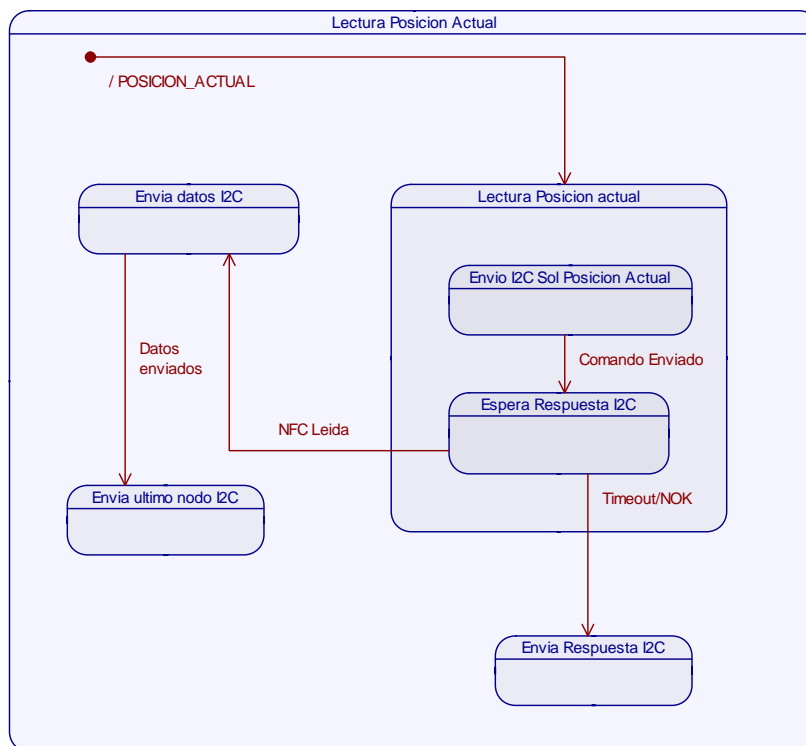 Lectura Posicion Actual
/ POSICION_ACTUAL
Envia datos I2C
Lectura Posicion actual
Envio I2C Sol Posicion Actual
Datos
enviados
Comando Enviado
Espera Respuesta I2C
NFC Leida
Envia ultimo nodo I2C
Timeout/NOK
Envia Respuesta I2C